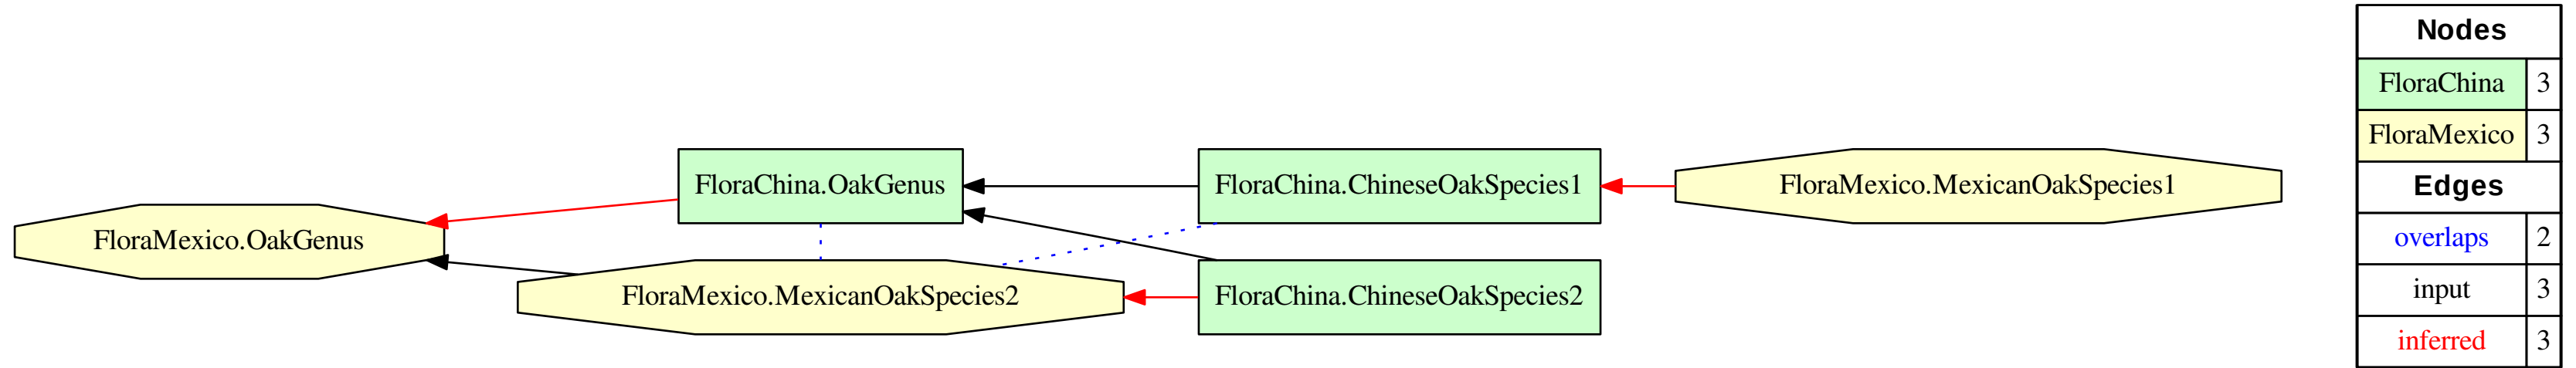 FloraMexico.OakGenus
FloraChina.OakGenus
FloraMexico.MexicanOakSpecies2
FloraChina.ChineseOakSpecies1
FloraChina.ChineseOakSpecies2
FloraMexico.MexicanOakSpecies1
Nodes
FloraChina 3
FloraMexico 3
Edges
overlaps 2
input 3
inferred 3